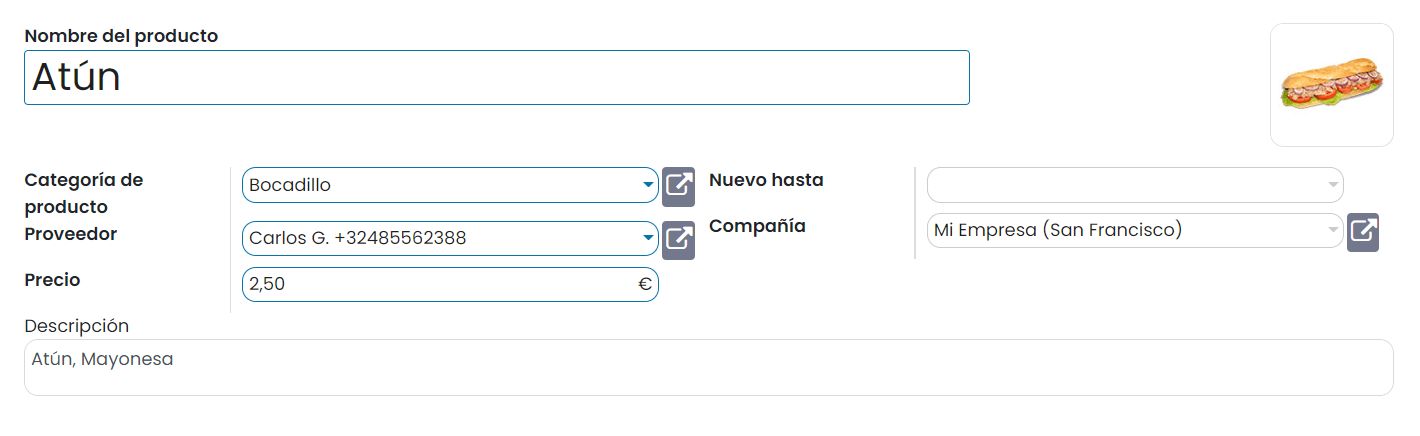 Nombre del producto
Atún
Categoría de
producto
Bocadillo
Proveedor
Carlos G. +32485562388
Precio
2,50 €
Nuevo hasta
Compañía
Mi Empresa (San Francisco)
Descripción
Atún, Mayonesa